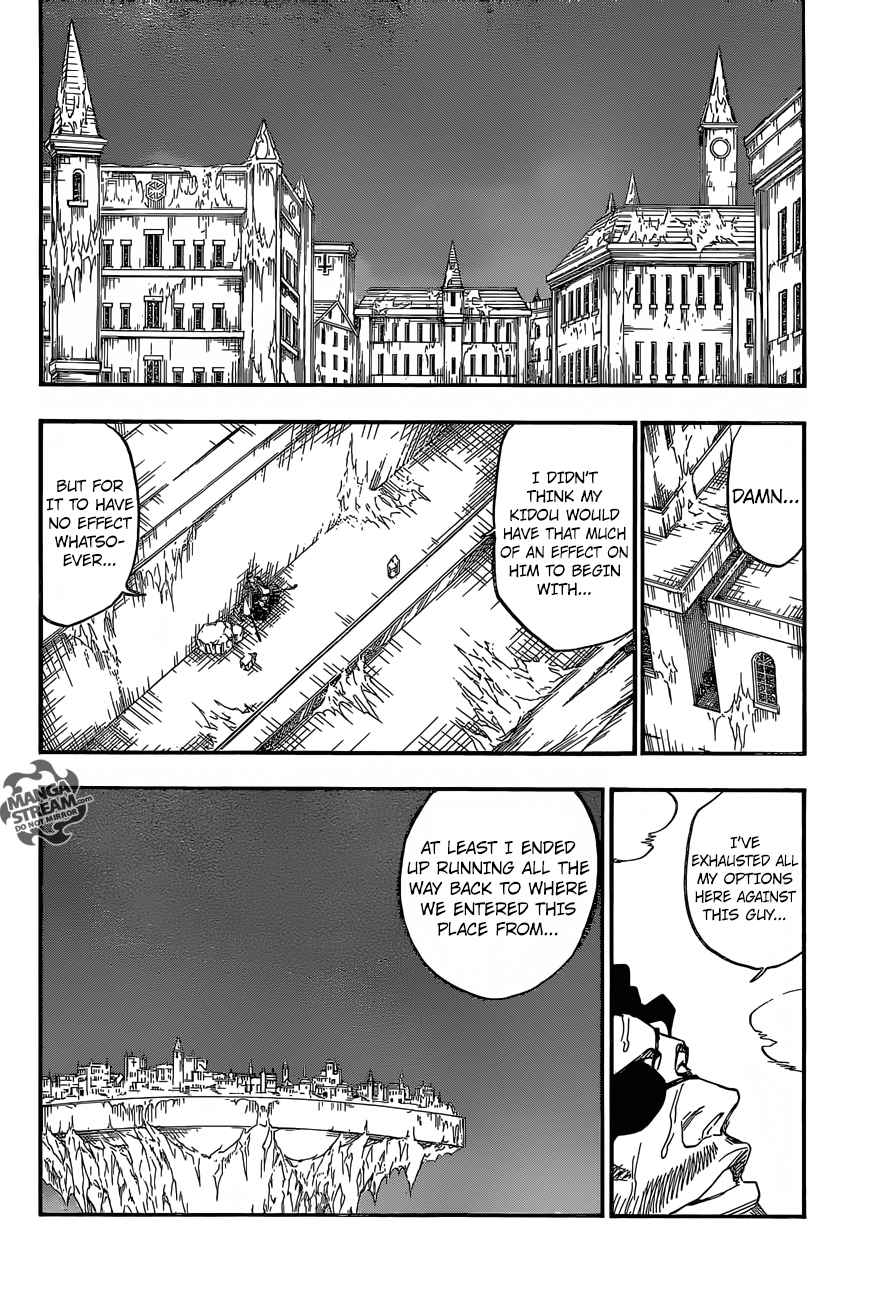 DAMN...
I DIDN'T
THINK MY
KIDOU WOULD
HAVE THAT MUCH
OF AN EFFECT ON
HIM TO BEGIN
WITH...
BUT FOR
IT TO HAVE
NO EFFECT
WHATSO-
EVER...
I'VE
EXHAUSTED ALL
MY OPTIONS
HERE AGAINST
THIS GUY...
AT LEAST I ENDED
UP RUNNING ALL THE
WAY BACK TO WHERE
WE ENTERED THIS
PLACE FROM...
MANGA
STREAM.com
DO NOT MIRROR